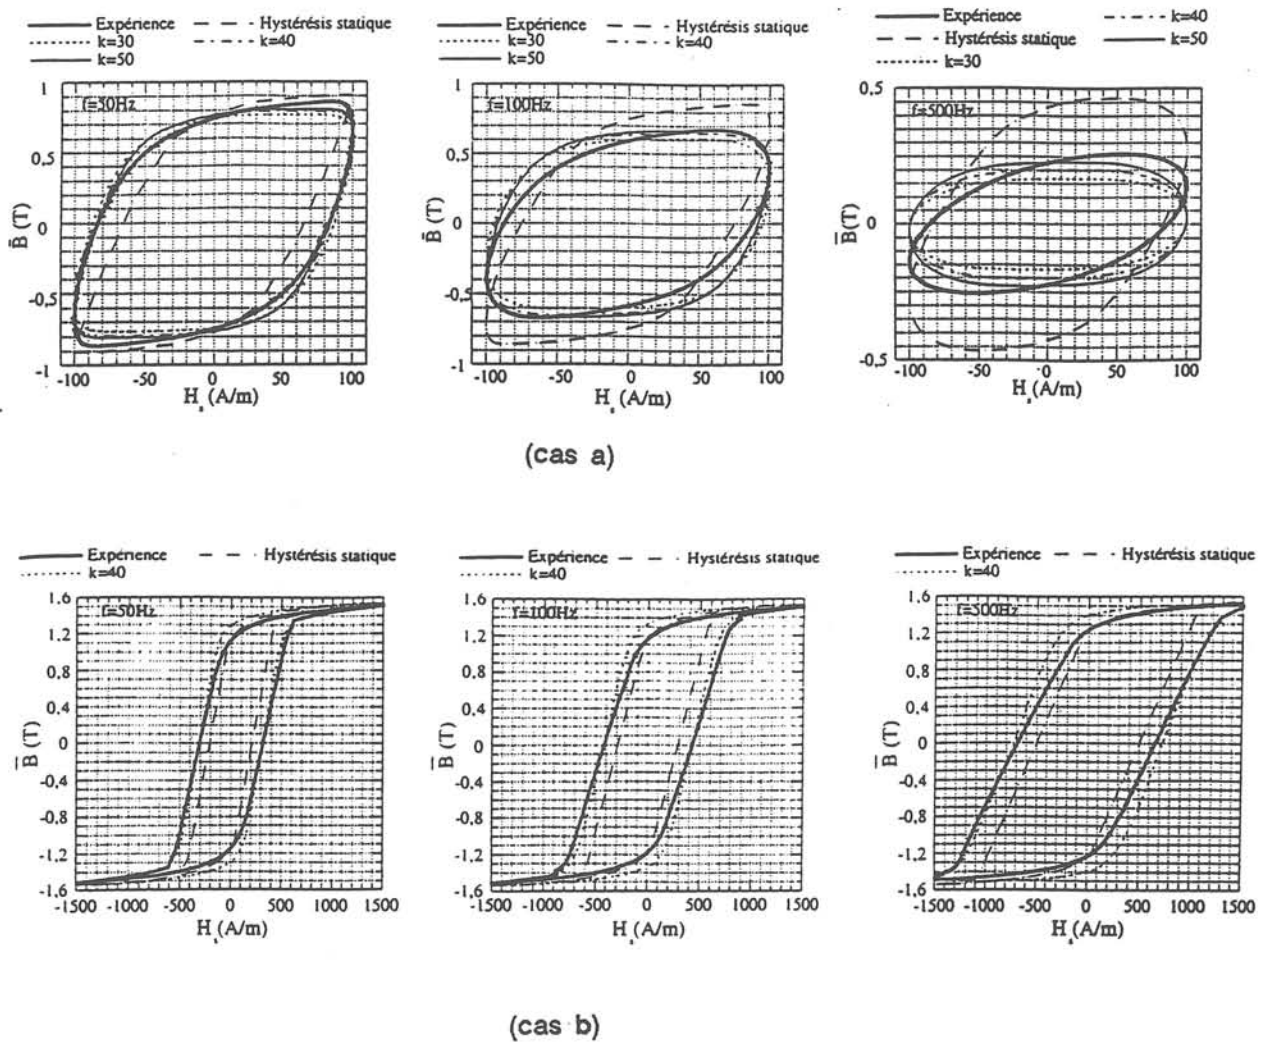 Expérience Hystérésis statique
k=30 k=40
k=50
Expérience Hystérésis statique
k=30 k=40
k=50
Expérience k=40
Hystérésis statique k=50
k=30
f=50Hz
1
0,5
0
-0,5
-1
B̄ (T)
-100 -50 0 50 100
Hs (A/m)
f=100Hz
1
0,5
0
-0,5
-1
B̄ (T)
-100 -50 0 50 100
Hs (A/m)
f=500Hz
0,5
0
-0,5
B̄(T)
-100 -50 0 50 100
Hs (A/m)
(cas a)
Expérience Hystérésis statique
k=40
Expérience Hystérésis statique
k=40
Expérience Hystérésis statique
k=40
f=50Hz
1.6
1.2
0.8
0.4
0
-0.4
-0.8
-1.2
-1.6
B̄ (T)
-1500 -1000 -500 0 500 1000 1500
Hs (A/m)
f=100Hz
1.6
1.2
0.8
0.4
0
-0.4
-0.8
-1.2
-1.6
B̄ (T)
-1500 -1000 -500 0 500 1000 1500
Hs (A/m)
f=500Hz
1.6
1.2
0.8
0.4
0
-0.4
-0.8
-1.2
-1.6
B̄ (T)
-1500 -1000 -500 0 500 1000 1500
Hs (A/m)
(cas b)